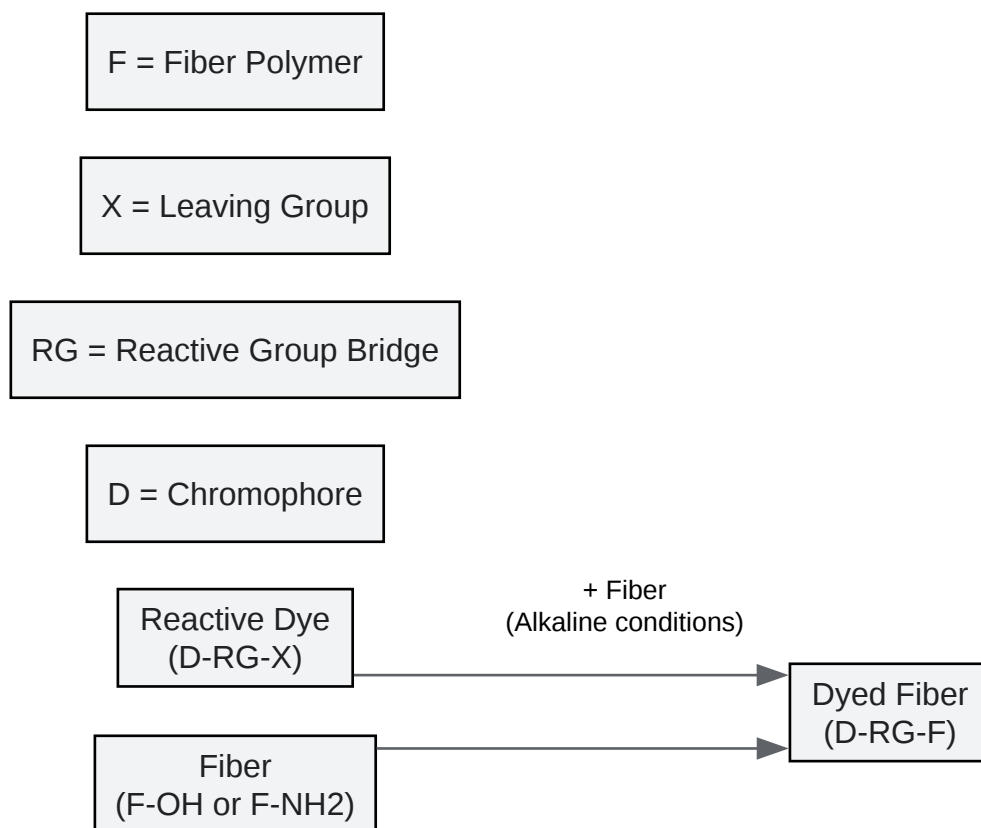 F = Fiber Polymer
X = Leaving Group
RG = Reactive Group Bridge
D = Chromophore
Reactive Dye
(D-RG-X)
+ Fiber
(Alkaline conditions)
Dyed Fiber
(D-RG-F)
Fiber
(F-OH or F-NH2)